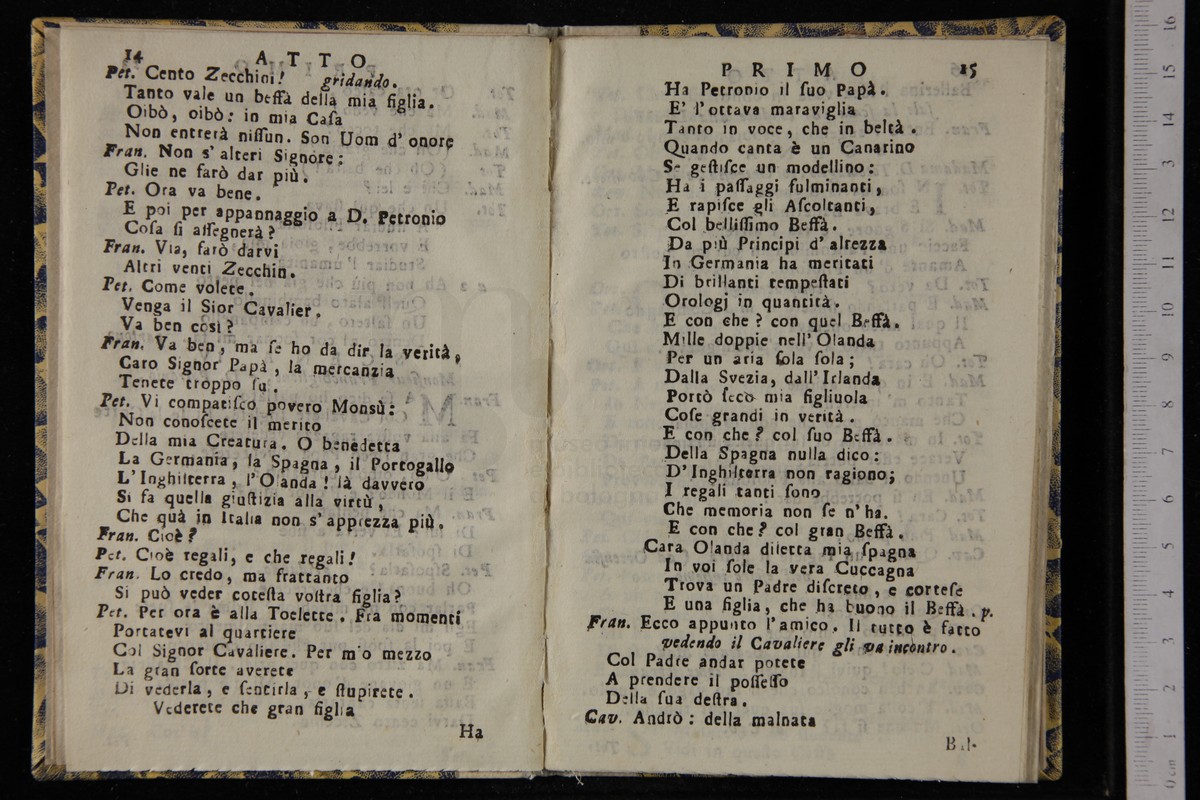 14 A T T O
Pet. Cento Zecchini! gridando.
Tanto vale un beffà della mia figlia.
Oibò, oibò: in mia Caſa
Non entrerà niſſun. Son Uom d' onore
Fran. Non s' alteri Signore:
Glie ne farò dar più.
Pet. Ora va bene.
E poi per appannaggio a D. Petronio
Coſa ſi aſſegnerà?
Fran. Via, farò darvi
Altri venti Zecchin.
Pet. Come volete.
Venga il Sior Cavalier,
Va ben così?
Fran. Va ben, ma ſe ho da dir la verità,
Caro Signor Papà, la mercanzia
Tenete troppo ſu.
Pet. Vi compatiſco povero Monsù:
Non conoſcete il merito
Della mia Creatura. O benedetta
La Germania, la Spagna, il Portogallo
L' Inghilterra, l' Olanda! là davvero
Si fa quella giuſtizia alla virtù,
Che quà in Italia non s' apprezza più.
Fran. Cioè?
Pet. Cioè regali, e che regali!
Fran. Lo credo, ma frattanto
Si può veder coteſta voſtra figlia?
Pet. Per ora è alla Toelette. Fra momenti
Portatevi al quartiere
Col Signor Cavaliere. Per m'o mezzo
La gran ſorte averete
Di vederla, e ſentirla, e ſtupirete.
Vederete che gran figlia
Ha
P R I M O 15
Ha Petronio il ſuo Papà.
E' l' ottava maraviglia
Tanto in voce, che in beltà.
Quando canta è un Canarino
Se geſtiſce un modellino:
Ha i paſſaggi fulminanti,
E rapiſce gli Aſcoltanti,
Col belliſſimo Beffà.
Da più Principi d' alrezza
In Germania ha meritati
Di brillanti tempeſtati
Orologj in quantità.
E con che? con quel Beffà.
Mille doppie nell' Olanda
Per un aria ſola ſola;
Dalla Svezia, dall' Irlanda
Portò ſeco mia figliuola
Coſe grandi in verità.
E con che? col ſuo Beffà.
Della Spagna nulla dico:
D' Inghilterra non ragiono;
I regali tanti ſono
Che memoria non ſe n' ha.
E con che? col gran Beffà.
Cara Olanda diletta mia ſpagna
In voi ſole la vera Cuccagna
Trova un Padre diſcreto, e corteſe
E una figlia, che ha buono il Beffà. p.
Fran. Ecco appunto l' amico. Il tutto è fatto
vedendo il Cavaliere gli va incontro.
Col Padre andar potete
A prendere il poſſeſſo
Della ſua deſtra.
Cav. Andrò: della malnata
Bal-